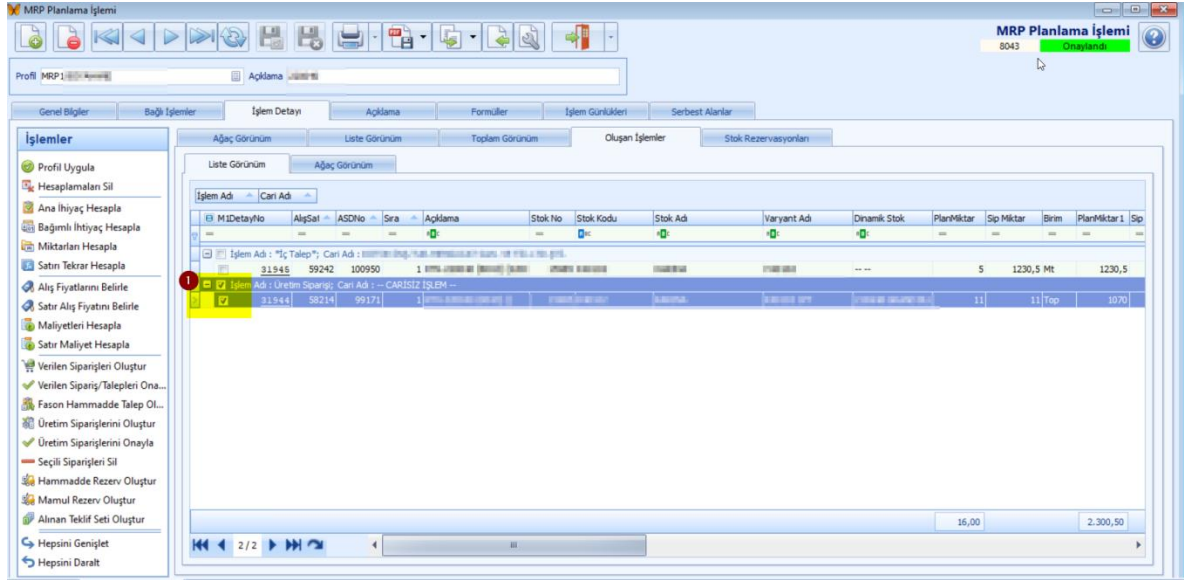 MRP Planlama İşlemi
MRP Planlama İşlemi
8043 Onaylandı
Profil MRP1 Açıklama
Genel Bilgiler Bağlı İşlemler İşlem Detayı Açıklama Formüller İşlem Günlükleri Serbest Alanlar
İşlemler
Ağaç Görünüm Liste Görünüm Toplam Görünüm Oluşan İşlemler Stok Rezervasyonları
Liste Görünüm Ağaç Görünüm
Profil Uygula
Hesaplamaları Sil
Ana İhiyaç Hesapla
Bağımlı İhtiyaç Hesapla
Miktarları Hesapla
Satırı Tekrar Hesapla
Alış Fiyatlarını Belirle
Satır Alış Fiyatını Belirle
Maliyetleri Hesapla
Satır Maliyet Hesapla
Verilen Siparişleri Oluştur
Verilen Sipariş/Talepleri Ona...
Fason Hammadde Talep Ol...
Üretim Siparişlerini Oluştur
Üretim Siparişlerini Onayla
Seçili Siparişleri Sil
Hammadde Rezerv Oluştur
Mamul Rezerv Oluştur
Alınan Teklif Seti Oluştur
Hepsini Genişlet
Hepsini Daralt
İşlem Adı Cari Adı
M1DetayNo AlışSat ASDNo Sıra Açıklama Stok No Stok Kodu Stok Adı Varyant Adı Dinamik Stok PlanMiktar Sip Miktar Birim PlanMiktar1 Sip
İşlem Adı : "İç Talep"; Cari Adı :
31945 59242 100950 1 -- -- 5 1230,5 Mt 1230,5
1
İşlem Adı : Üretim Siparişi; Cari Adı : -- CARİSİZ İŞLEM --
31944 58214 99171 1 11 11 Top 1070
16,00 2.300,50
2/2